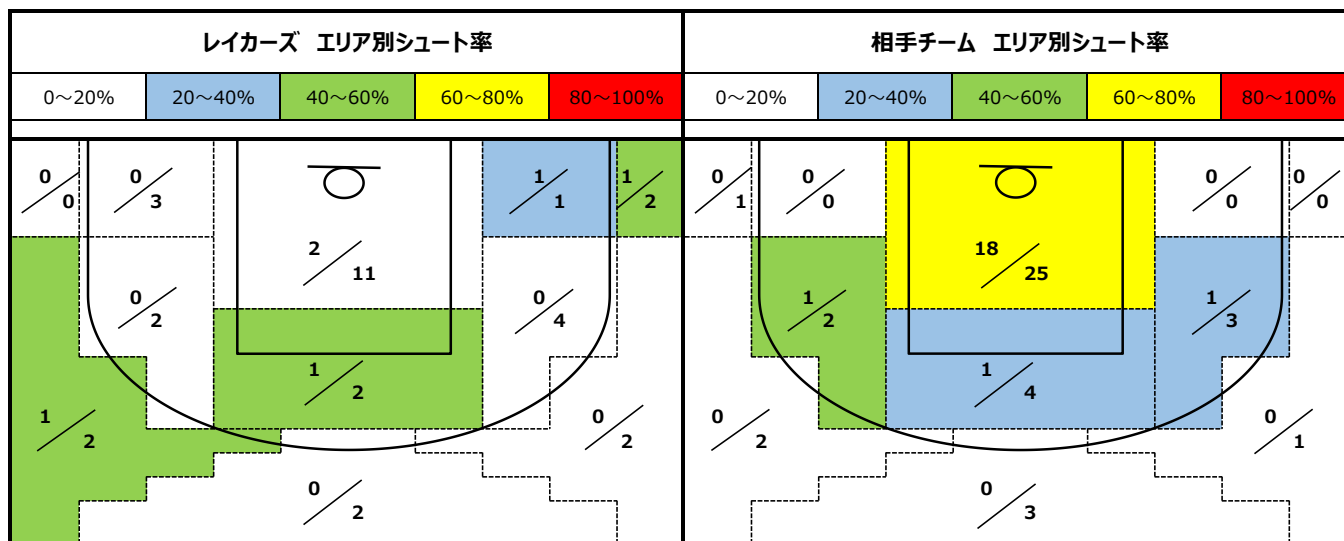 レイカーズ エリア別シュート率 相手チーム エリア別シュート率
0～20% 20～40% 40～60% 60～80% 80～100% 0～20% 20～40% 40～60% 60～80% 80～100%
0/0 0/3 1/1 1/2 0/1 0/0 0/0 0/0
2/11 18/25
0/2 0/4 1/2 1/3
1/2 1/4
1/2 0/2 0/2 0/1
0/2 0/3